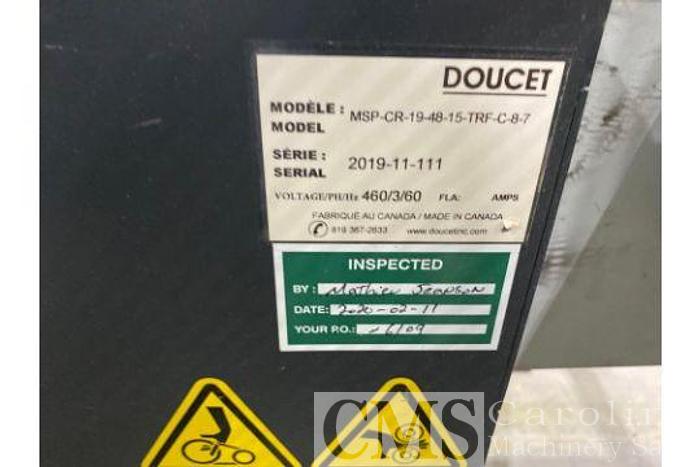 DOUCET
MODÈLE :
MODEL
MSP-CR-19-48-15-TRF-C-8-7
SÉRIE :
SERIAL
2019-11-111
VOLTAGE/PH/Hz 460/3/60 FLA: AMPS
FABRIQUÉ AU CANADA / MADE IN CANADA
819 367-2633 www.doucetinc.com
INSPECTED
BY : Mathieu
DATE: 2020-02-11
YOUR P.O.:
CMS Carolin
Machinery Sa